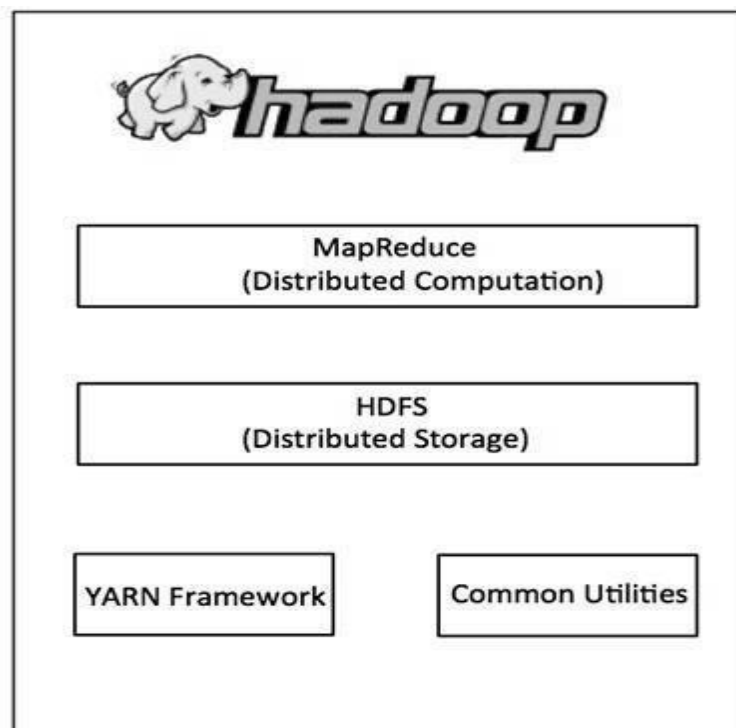 hadoop
MapReduce
(Distributed Computation)
HDFS
(Distributed Storage)
YARN Framework
Common Utilities